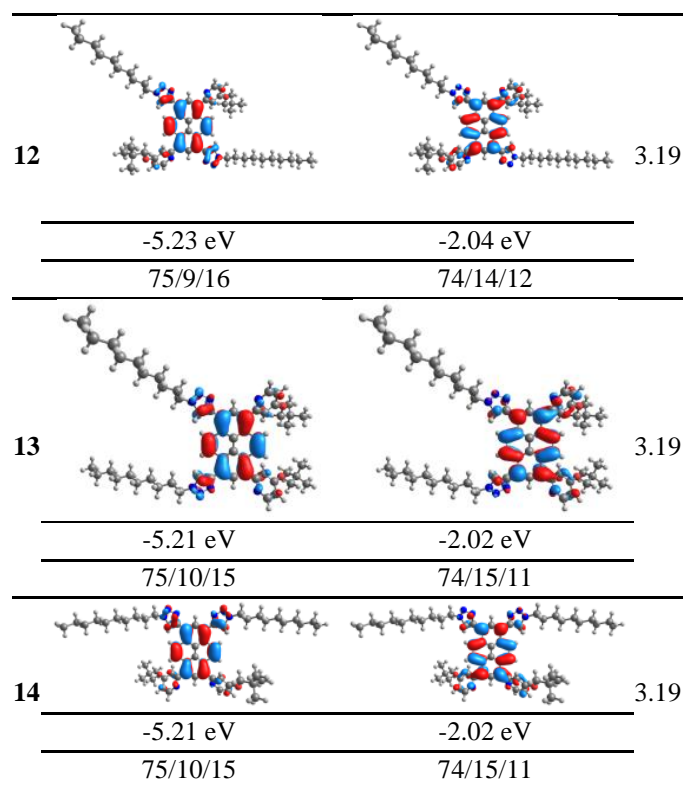 12 3.19
-5.23 eV -2.04 eV
75/9/16 74/14/12
13 3.19
-5.21 eV -2.02 eV
75/10/15 74/15/11
14 3.19
-5.21 eV -2.02 eV
75/10/15 74/15/11